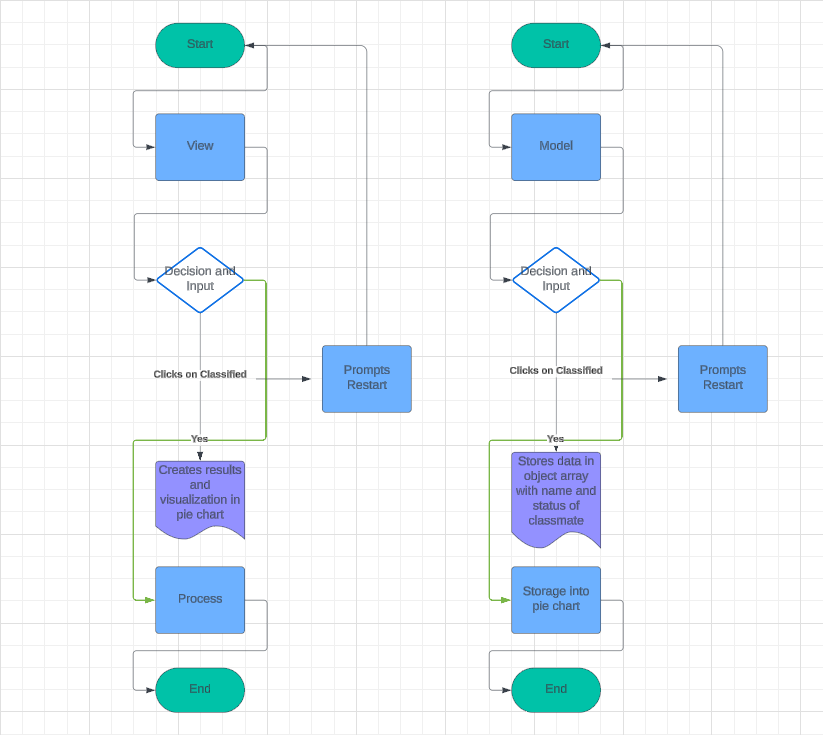 Start
View
Decision and
Input
Clicks on Classified
Prompts
Restart
Yes
Creates results
and
visualization in
pie chart
Process
End
Start
Model
Decision and
Input
Clicks on Classified
Prompts
Restart
Yes
Stores data in
object array
with name and
status of
classmate
Storage into
pie chart
End